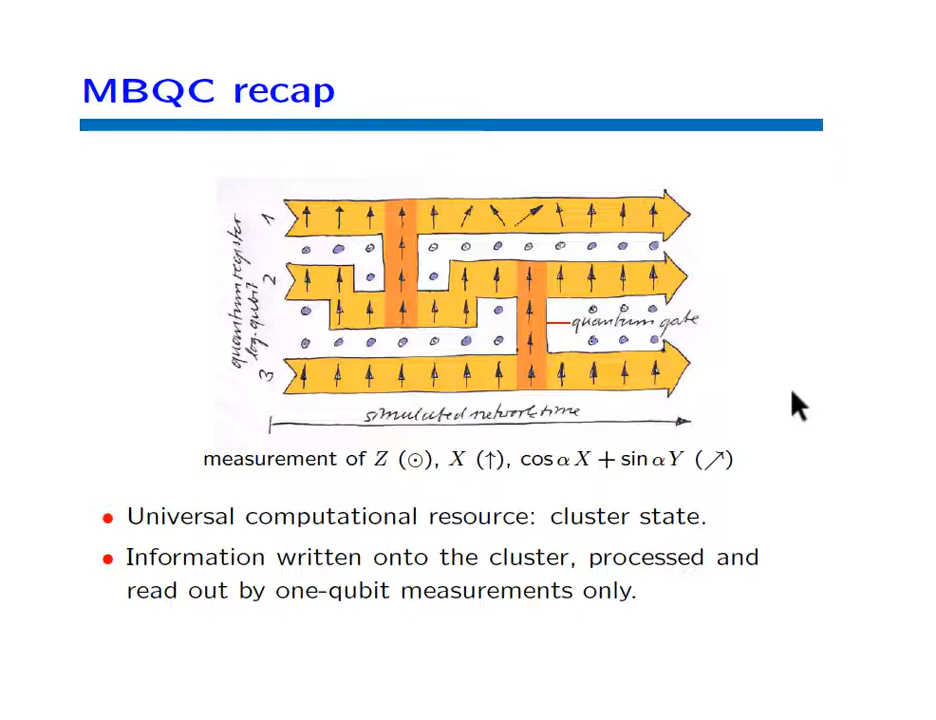 MBQC recap
quantum register
log. qubit
1
2
3
quantum gate
simulated network time
measurement of Z (⊙), X (↑), cos α X + sin α Y (↗)
• Universal computational resource: cluster state.
• Information written onto the cluster, processed and
read out by one-qubit measurements only.